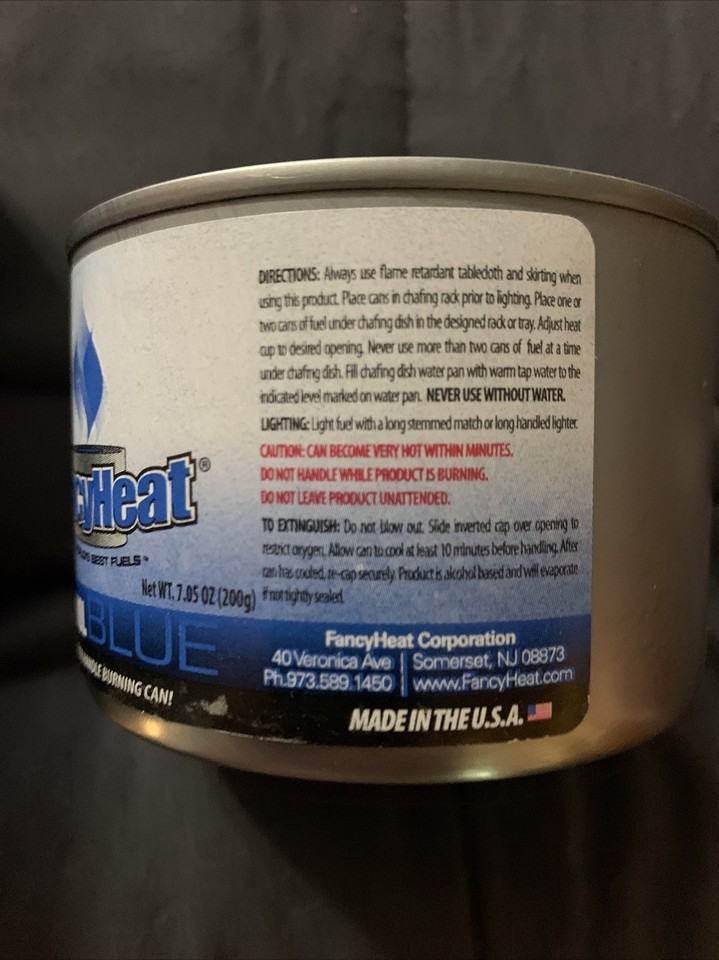 DIRECTIONS: Always use flame retardant tablecloth and skirting when
using this product. Place cans in chafing rack prior to lighting. Place one or
two cans of fuel under chafing dish in the designed rack or tray. Adjust heat
cap to desired opening. Never use more than two cans of fuel at a time
under chafing dish. Fill chafing dish water pan with warm tap water to the
indicated level marked on water pan. NEVER USE WITHOUT WATER.
LIGHTING: Light fuel with a long stemmed match or long handled lighter.
CAUTION: CAN BECOME VERY HOT WITHIN MINUTES.
DO NOT HANDLE WHILE PRODUCT IS BURNING.
DO NOT LEAVE PRODUCT UNATTENDED.
TO EXTINGUISH: Do not blow out. Slide inverted cap over opening to
restrict oxygen. Allow can to cool at least 10 minutes before handling. After
can has cooled, re-cap securely. Product is alcohol based and will evaporate
if not tightly sealed.
cyHeat®
BEST FUELS™
Net WT. 7.05 OZ (200g)
BLUE
BURNING CAN!
FancyHeat Corporation
40 Veronica Ave | Somerset, NJ 08873
Ph.973.589.1450 | www.FancyHeat.com
MADE IN THE U.S.A.